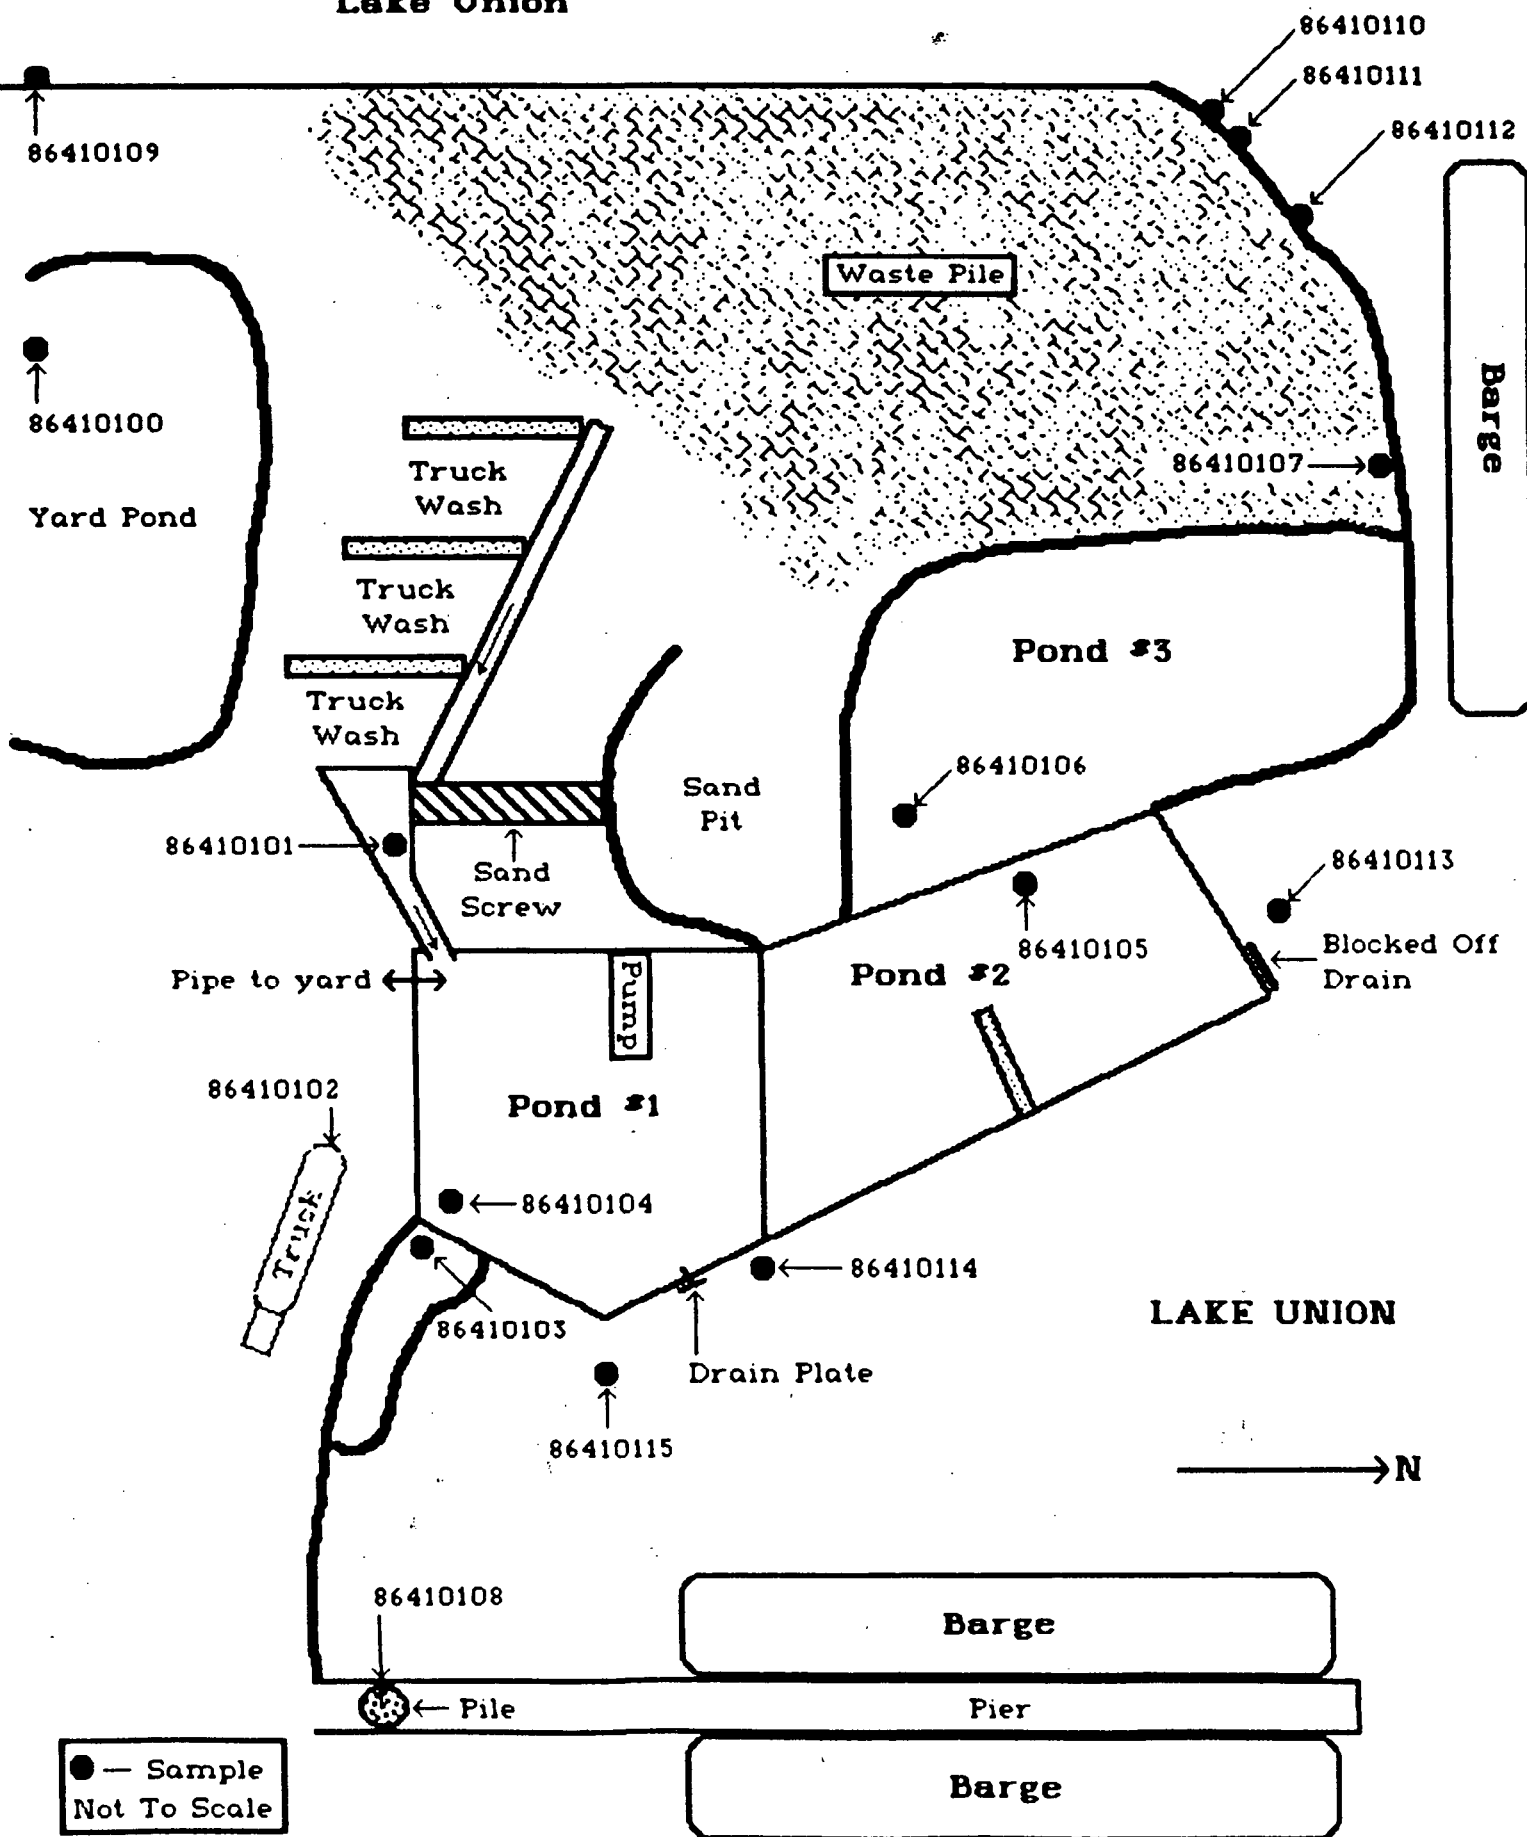 Lake Union
86410110
86410111
86410112
86410109
Waste Pile
Barge
86410100
Truck
Wash
86410107
Yard Pond
Truck
Wash
Pond #3
Truck
Wash
86410106
Sand
Pit
86410101
Sand
Screw
86410113
86410105
Blocked Off
Drain
Pipe to yard
Pump
Pond #2
86410102
Pond #1
Truck
86410104
86410114
86410103
LAKE UNION
Drain Plate
86410115
N
86410108
Barge
Pile
Pier
— Sample
Not To Scale
Barge